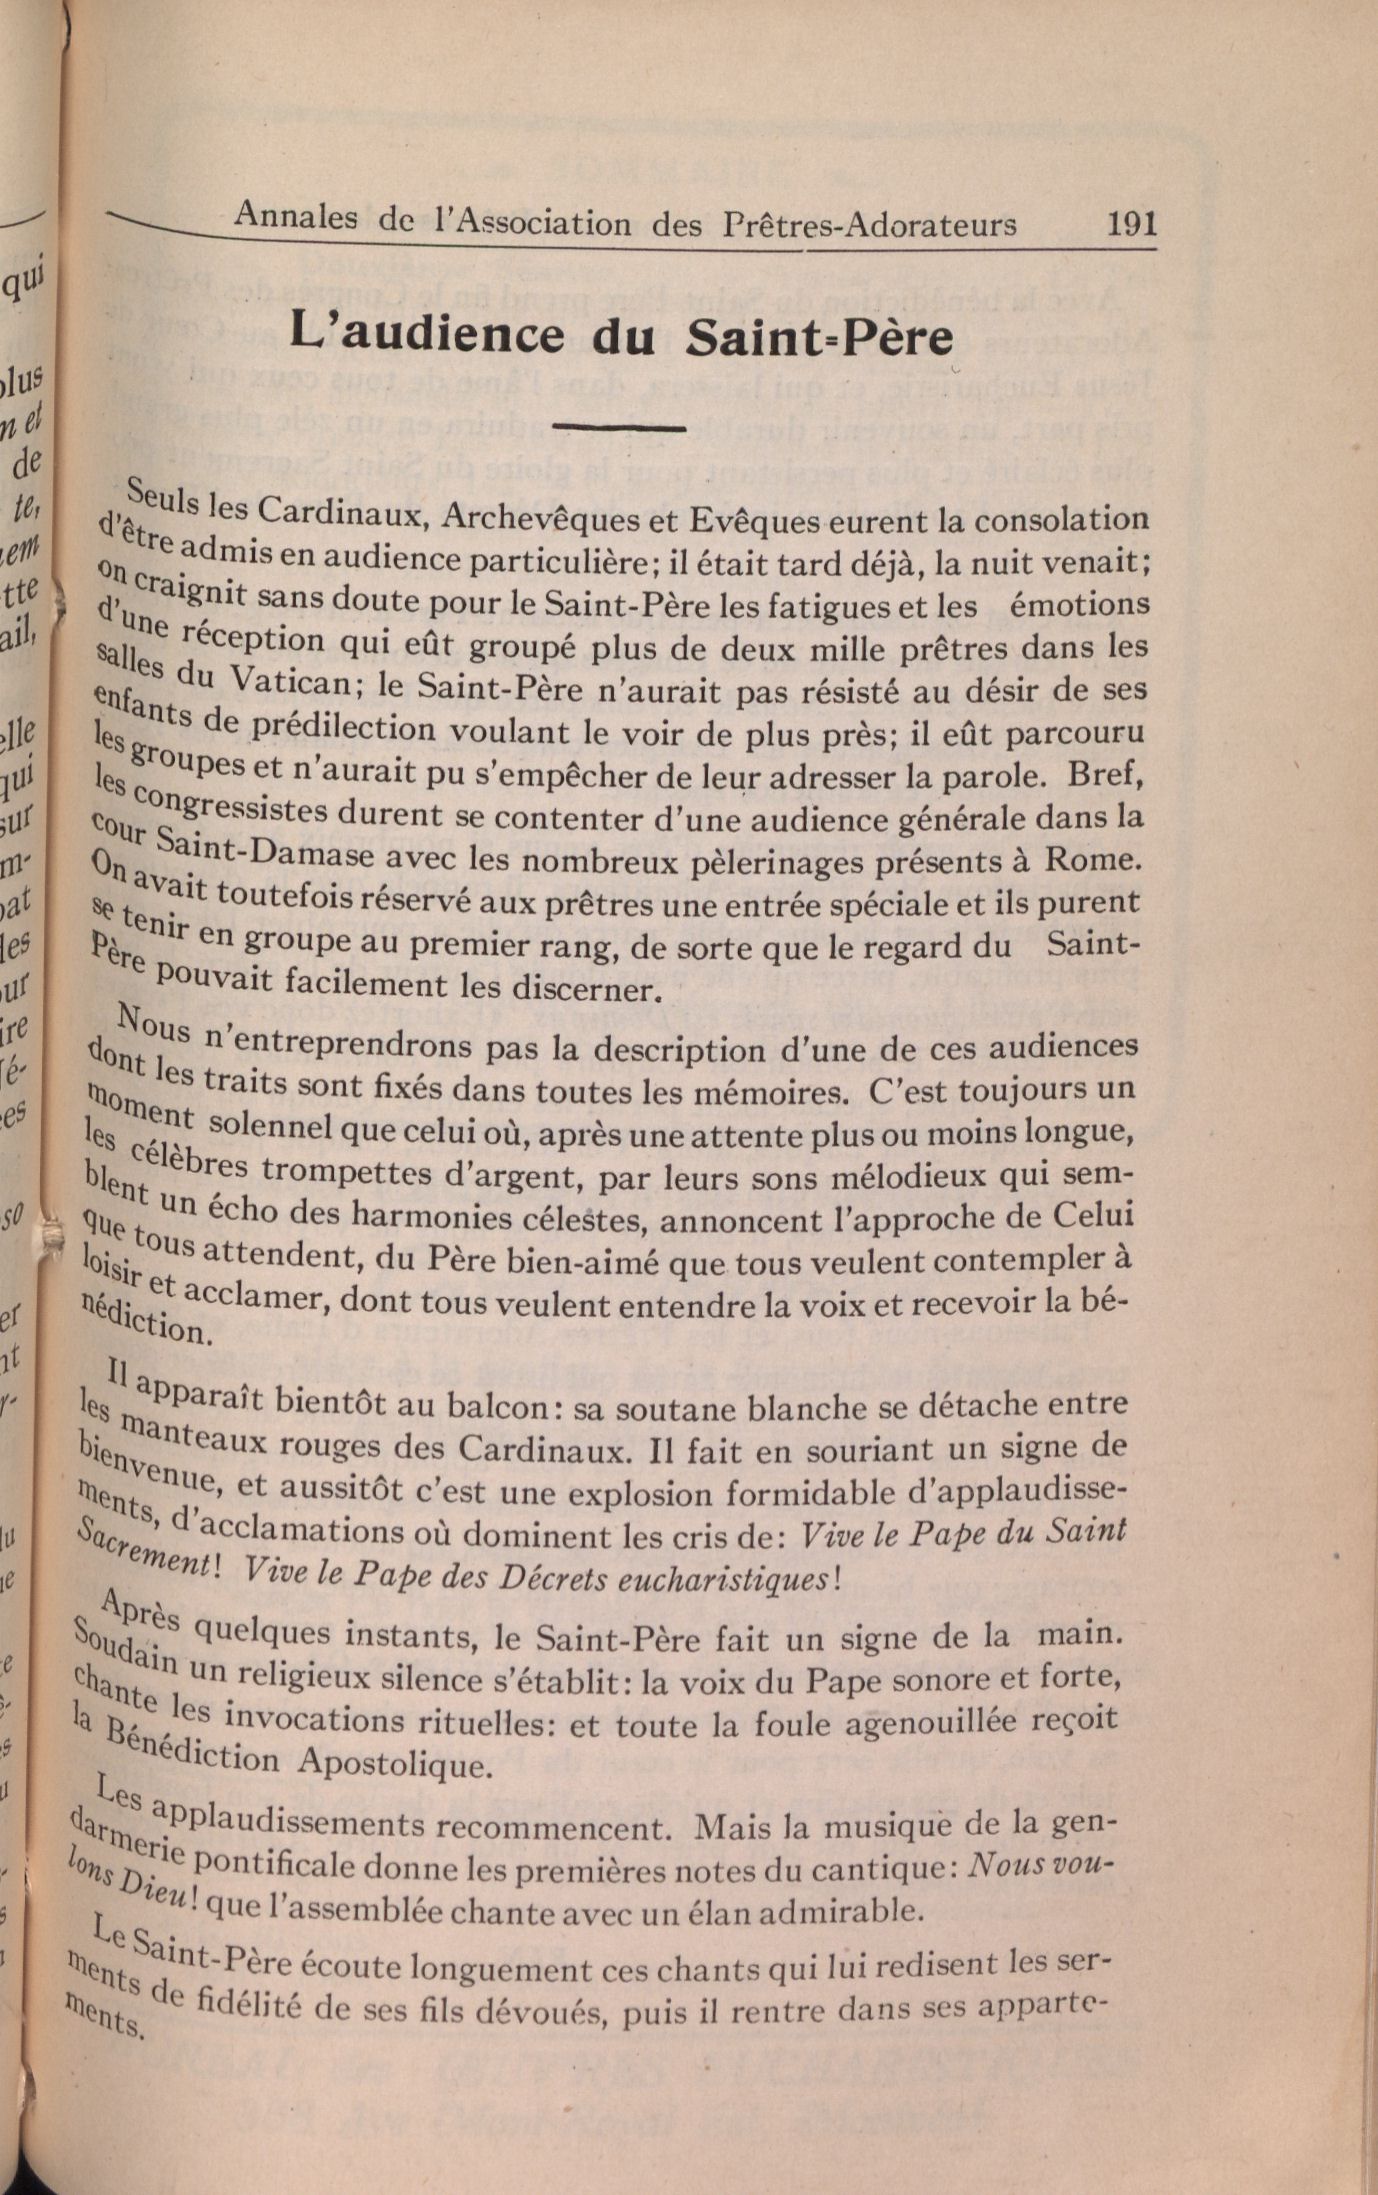 Annales de l'Association des Prêtres-Adorateurs 191
L'audience du Saint-Père
Seuls les Cardinaux, Archevêques et Evêques eurent la consolation
d'être admis en audience particulière; il était tard déjà, la nuit venait;
on craignit sans doute pour le Saint-Père les fatigues et les émotions
d'une réception qui eût groupé plus de deux mille prêtres dans les
salles du Vatican; le Saint-Père n'aurait pas résisté au désir de ses
enfants de prédilection voulant le voir de plus près; il eût parcouru
les groupes et n'aurait pu s'empêcher de leur adresser la parole. Bref,
les congressistes durent se contenter d'une audience générale dans la
cour Saint-Damase avec les nombreux pèlerinages présents à Rome.
On avait toutefois réservé aux prêtres une entrée spéciale et ils purent
se tenir en groupe au premier rang, de sorte que le regard du Saint-
Père pouvait facilement les discerner.
Nous n'entreprendrons pas la description d'une de ces audiences
dont les traits sont fixés dans toutes les mémoires. C'est toujours un
moment solennel que celui où, après une attente plus ou moins longue,
les célèbres trompettes d'argent, par leurs sons mélodieux qui sem-
blent un écho des harmonies célestes, annoncent l'approche de Celui
que tous attendent, du Père bien-aimé que tous veulent contempler à
loisir et acclamer, dont tous veulent entendre la voix et recevoir la bé-
nédiction.
Il apparaît bientôt au balcon: sa soutane blanche se détache entre
les manteaux rouges des Cardinaux. Il fait en souriant un signe de
bienvenue, et aussitôt c'est une explosion formidable d'applaudisse-
ments, d'acclamations où dominent les cris de: Vive le Pape du Saint
Sacrement! Vive le Pape des Décrets eucharistiques!
Après quelques instants, le Saint-Père fait un signe de la main.
Soudain un religieux silence s'établit: la voix du Pape sonore et forte,
chante les invocations rituelles: et toute la foule agenouillée reçoit
la Bénédiction Apostolique.
Les applaudissements recommencent. Mais la musique de la gen-
darmerie pontificale donne les premières notes du cantique: Nous vou-
lons Dieu! que l'assemblée chante avec un élan admirable.
Le Saint-Père écoute longuement ces chants qui lui redisent les ser-
ments de fidélité de ses fils dévoués, puis il rentre dans ses apparte-
ments.